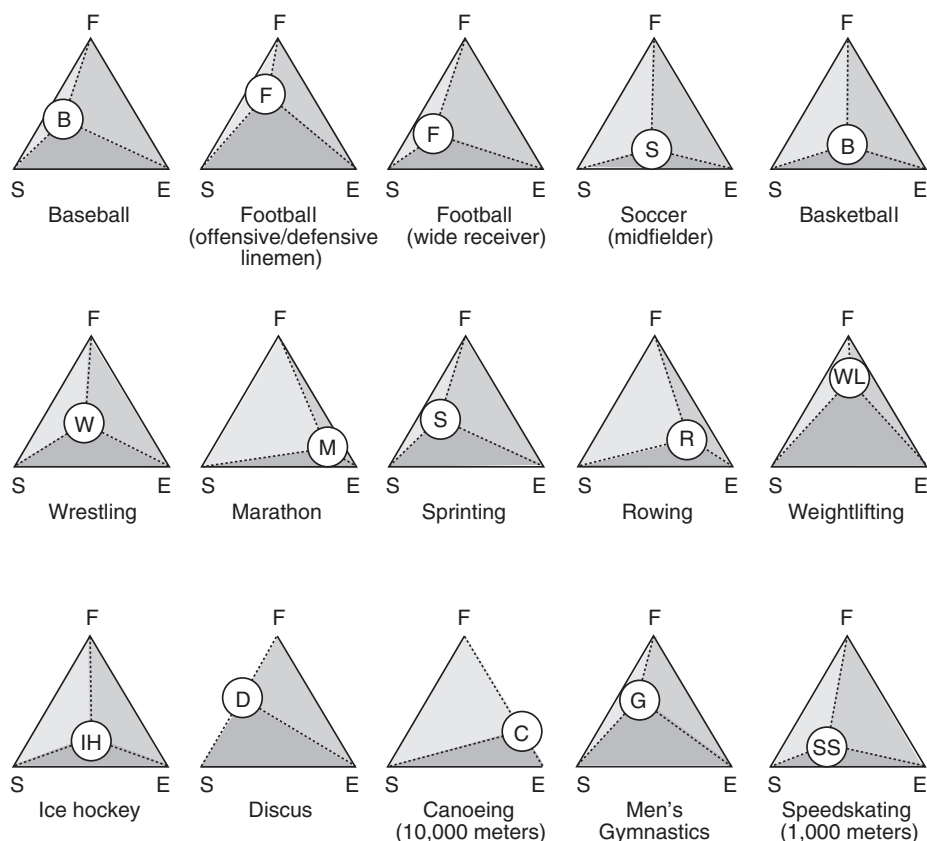 F F F F F
B F F S B
S E S E S E S E S E
Baseball Football Football Soccer Basketball
(offensive/defensive (wide receiver) (midfielder)
linemen)
F F F F F
W M S R WL
S E S E S E S E S E
Wrestling Marathon Sprinting Rowing Weightlifting
F F F F F
IH D C G SS
S E S E S E S E S E
Ice hockey Discus Canoeing Men's Speedskating
(10,000 meters) Gymnastics (1,000 meters)